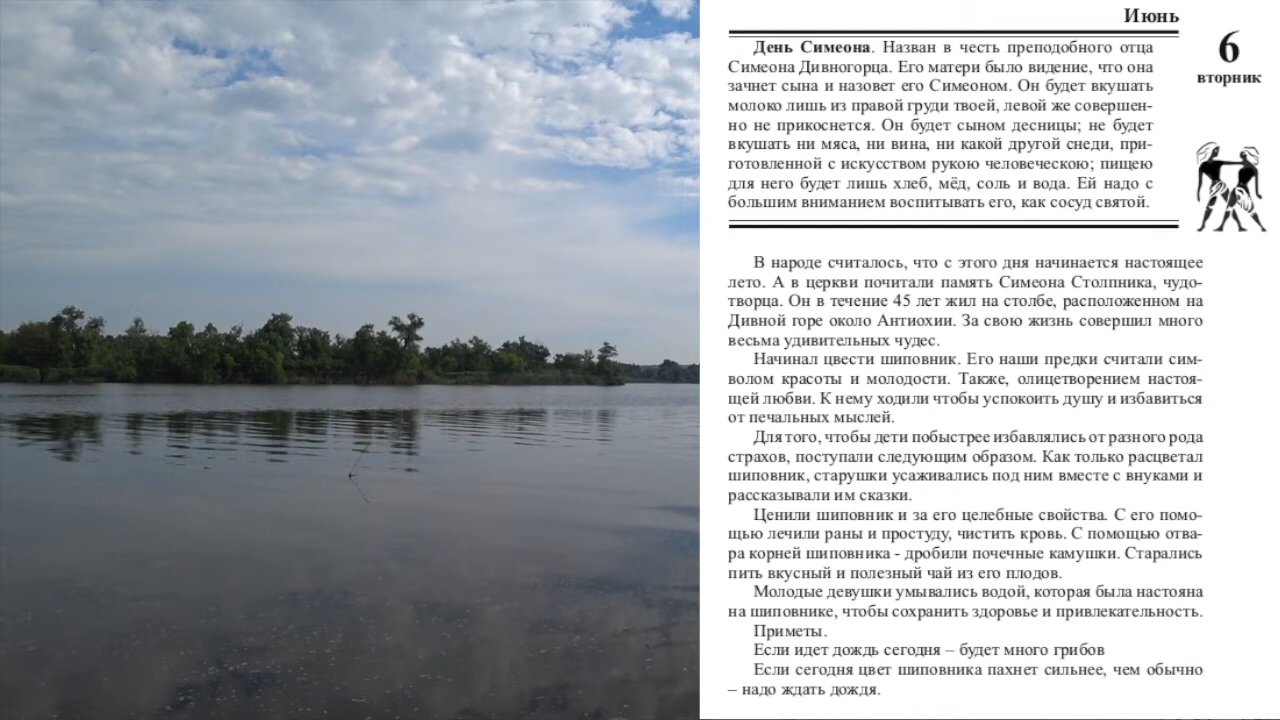 Июнь
6
вторник
День Симеона. Назван в честь преподобного отца
Симеона Дивногорца. Его матери было видение, что она
зачнет сына и назовет его Симеоном. Он будет вкушать
молоко лишь из правой груди твоей, левой же совершен-
но не прикоснется. Он будет сыном десницы; не будет
вкушать ни мяса, ни вина, ни какой другой снеди, при-
готовленной с искусством рукою человеческою; пищею
для него будет лишь хлеб, мёд, соль и вода. Ей надо с
большим вниманием воспитывать его, как сосуд святой.
В народе считалось, что с этого дня начинается настоящее
лето. А в церкви почитали память Симеона Столпника, чудо-
творца. Он в течение 45 лет жил на столбе, расположенном на
Дивной горе около Антиохии. За свою жизнь совершил много
весьма удивительных чудес.
Начинал цвести шиповник. Его наши предки считали сим-
волом красоты и молодости. Также, олицетворением настоя-
щей любви. К нему ходили чтобы успокоить душу и избавиться
от печальных мыслей.
Для того, чтобы дети побыстрее избавлялись от разного рода
страхов, поступали следующим образом. Как только расцветал
шиповник, старушки усаживались под ним вместе с внуками и
рассказывали им сказки.
Ценили шиповник и за его целебные свойства. С его помо-
щью лечили раны и простуду, чистить кровь. С помощью отва-
ра корней шиповника - дробили почечные камушки. Старались
пить вкусный и полезный чай из его плодов.
Молодые девушки умывались водой, которая была настояна
на шиповнике, чтобы сохранить здоровье и привлекательность.
Приметы.
Если идет дождь сегодня – будет много грибов
Если сегодня цвет шиповника пахнет сильнее, чем обычно
– надо ждать дождя.